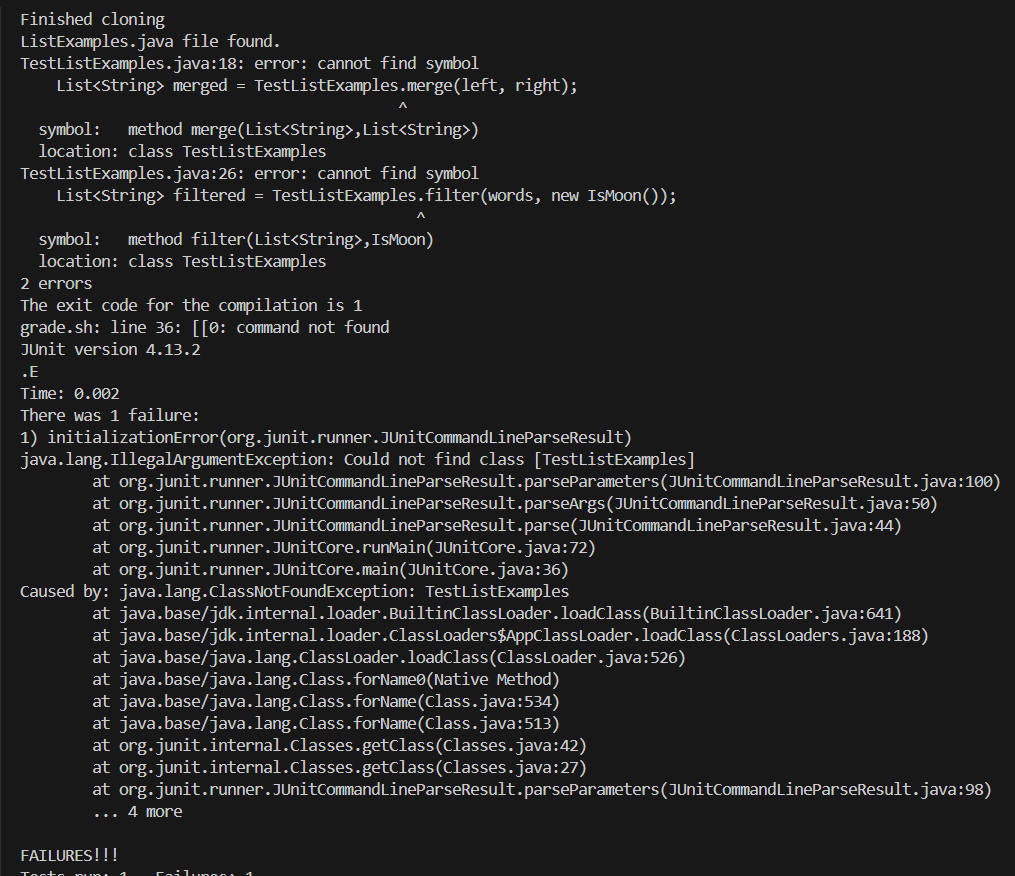 Finished cloning
ListExamples.java file found.
TestListExamples.java:18: error: cannot find symbol
    List<String> merged = TestListExamples.merge(left, right);
                                          ^
  symbol:   method merge(List<String>,List<String>)
  location: class TestListExamples
TestListExamples.java:26: error: cannot find symbol
    List<String> filtered = TestListExamples.filter(words, new IsMoon());
                                            ^
  symbol:   method filter(List<String>,IsMoon)
  location: class TestListExamples
2 errors
The exit code for the compilation is 1
grade.sh: line 36: [[0: command not found
JUnit version 4.13.2
.E
Time: 0.002
There was 1 failure:
1) initializationError(org.junit.runner.JUnitCommandLineParseResult)
java.lang.IllegalArgumentException: Could not find class [TestListExamples]
        at org.junit.runner.JUnitCommandLineParseResult.parseParameters(JUnitCommandLineParseResult.java:100)
        at org.junit.runner.JUnitCommandLineParseResult.parseArgs(JUnitCommandLineParseResult.java:50)
        at org.junit.runner.JUnitCommandLineParseResult.parse(JUnitCommandLineParseResult.java:44)
        at org.junit.runner.JUnitCore.runMain(JUnitCore.java:72)
        at org.junit.runner.JUnitCore.main(JUnitCore.java:36)
Caused by: java.lang.ClassNotFoundException: TestListExamples
        at java.base/jdk.internal.loader.BuiltinClassLoader.loadClass(BuiltinClassLoader.java:641)
        at java.base/jdk.internal.loader.ClassLoaders$AppClassLoader.loadClass(ClassLoaders.java:188)
        at java.base/java.lang.ClassLoader.loadClass(ClassLoader.java:526)
        at java.base/java.lang.Class.forName0(Native Method)
        at java.base/java.lang.Class.forName(Class.java:534)
        at java.base/java.lang.Class.forName(Class.java:513)
        at org.junit.internal.Classes.getClass(Classes.java:42)
        at org.junit.internal.Classes.getClass(Classes.java:27)
        at org.junit.runner.JUnitCommandLineParseResult.parseParameters(JUnitCommandLineParseResult.java:98)
        ... 4 more

FAILURES!!!
Tests run: 1,  Failures: 1